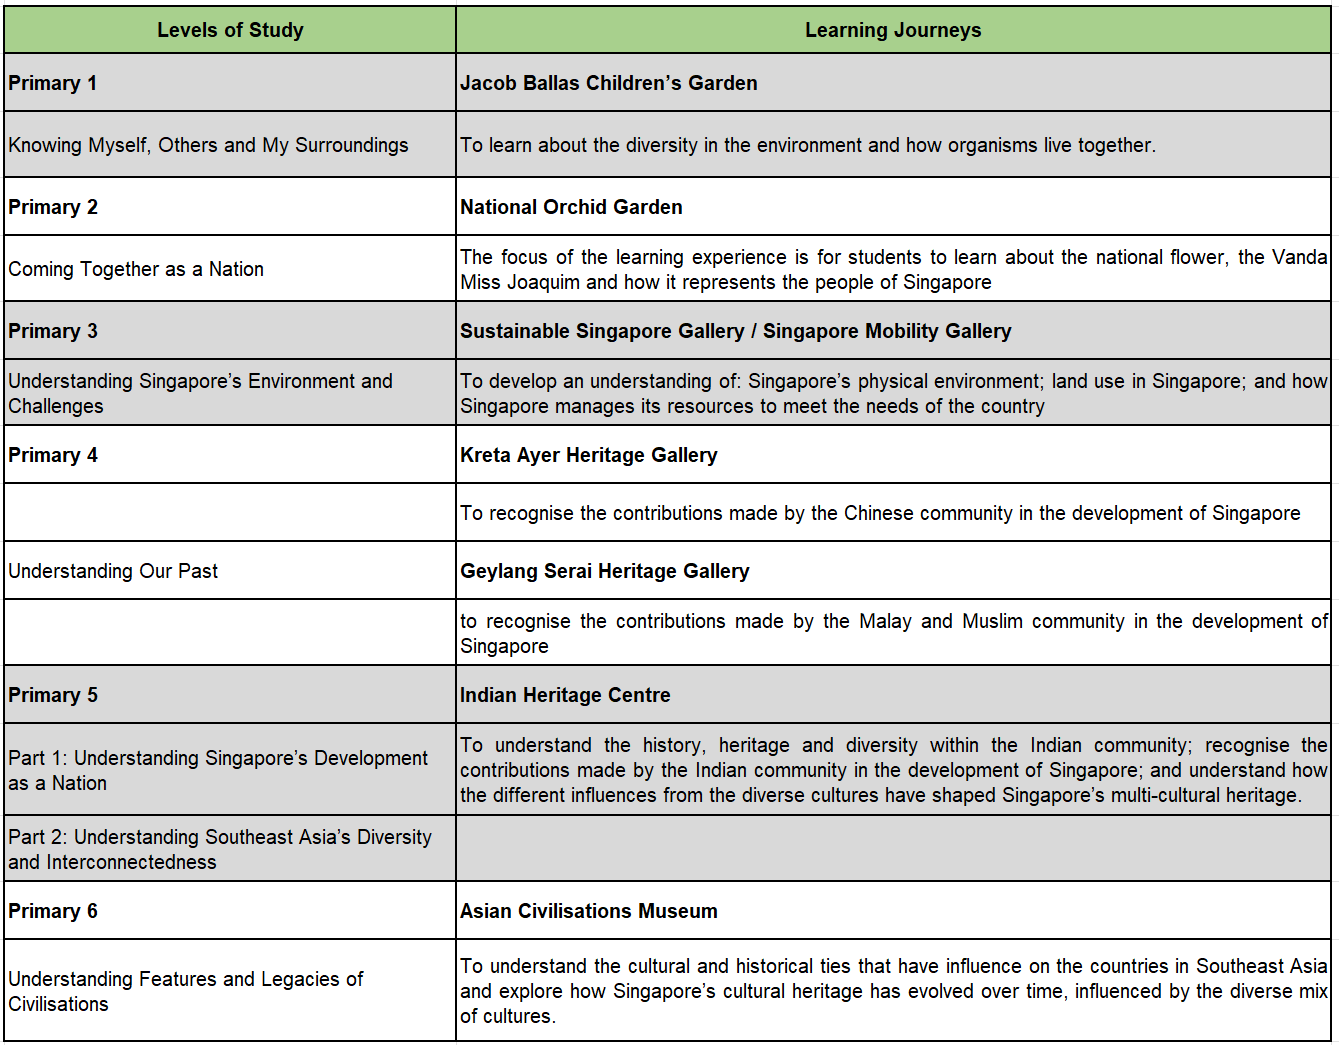 Levels of Study
Learning Journeys
Primary 1
Jacob Ballas Children’s Garden
Knowing Myself, Others and My Surroundings
To learn about the diversity in the environment and how organisms live together.
Primary 2
National Orchid Garden
Coming Together as a Nation
The focus of the learning experience is for students to learn about the national flower, the Vanda
Miss Joaquim and how it represents the people of Singapore
Primary 3
Sustainable Singapore Gallery / Singapore Mobility Gallery
Understanding Singapore’s Environment and
Challenges
To develop an understanding of: Singapore’s physical environment; land use in Singapore; and how
Singapore manages its resources to meet the needs of the country
Primary 4
Kreta Ayer Heritage Gallery
To recognise the contributions made by the Chinese community in the development of Singapore
Understanding Our Past
Geylang Serai Heritage Gallery
to recognise the contributions made by the Malay and Muslim community in the development of
Singapore
Primary 5
Indian Heritage Centre
Part 1: Understanding Singapore’s Development
as a Nation
To understand the history, heritage and diversity within the Indian community; recognise the
contributions made by the Indian community in the development of Singapore; and understand how
the different influences from the diverse cultures have shaped Singapore’s multi-cultural heritage.
Part 2: Understanding Southeast Asia’s Diversity
and Interconnectedness
Primary 6
Asian Civilisations Museum
Understanding Features and Legacies of
Civilisations
To understand the cultural and historical ties that have influence on the countries in Southeast Asia
and explore how Singapore’s cultural heritage has evolved over time, influenced by the diverse mix
of cultures.